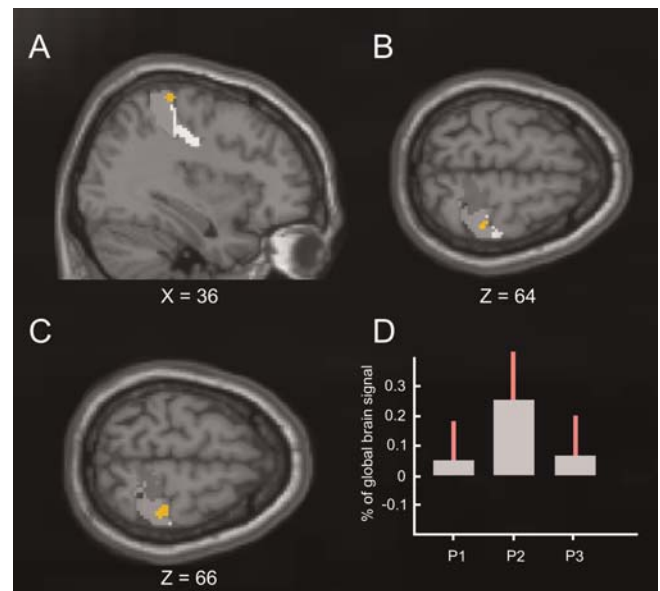 A
B
X = 36
Z = 64
C
D
% of global brain signal
0.3
0.2
0.1
0
-0.1
P1 P2 P3
Z = 66